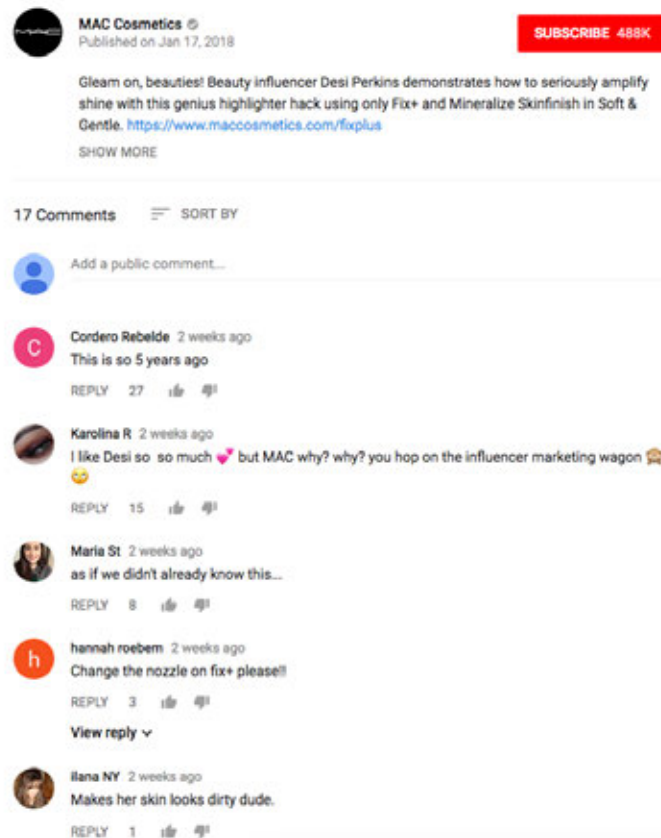 MAC
MAC Cosmetics
Published on Jan 17, 2018
SUBSCRIBE 488K
Gleam on, beauties! Beauty influencer Desi Perkins demonstrates how to seriously amplify
shine with this genius highlighter hack using only Fix+ and Mineralize Skinfinish in Soft &
Gentle. https://www.maccosmetics.com/fixplus
SHOW MORE
17 Comments SORT BY
Add a public comment...
C
Cordero Rebelde 2 weeks ago
This is so 5 years ago
REPLY 27
Karolina R 2 weeks ago
I like Desi so so much 💕 but MAC why? why? you hop on the influencer marketing wagon 🙈
🙄
REPLY 15
Maria St 2 weeks ago
as if we didn't already know this...
REPLY 8
h
hannah roebem 2 weeks ago
Change the nozzle on fix+ please!!
REPLY 3
View reply
ilana NY 2 weeks ago
Makes her skin looks dirty dude.
REPLY 1